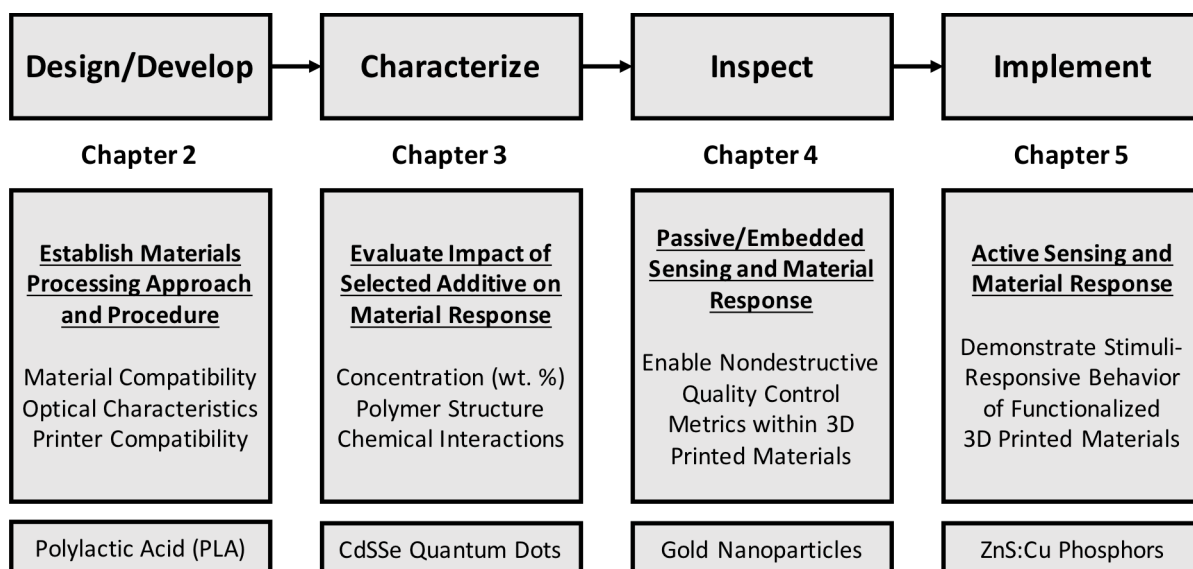 Design/Develop
Characterize
Inspect
Implement
Chapter 2
Chapter 3
Chapter 4
Chapter 5
Establish Materials
Processing Approach
and Procedure
Material Compatibility
Optical Characteristics
Printer Compatibility
Evaluate Impact of
Selected Additive on
Material Response
Concentration (wt. %)
Polymer Structure
Chemical Interactions
Passive/Embedded
Sensing and Material
Response
Enable Nondestructive
Quality Control
Metrics within 3D
Printed Materials
Active Sensing and
Material Response
Demonstrate Stimuli-
Responsive Behavior
of Functionalized
3D Printed Materials
Polylactic Acid (PLA)
CdSSe Quantum Dots
Gold Nanoparticles
ZnS:Cu Phosphors